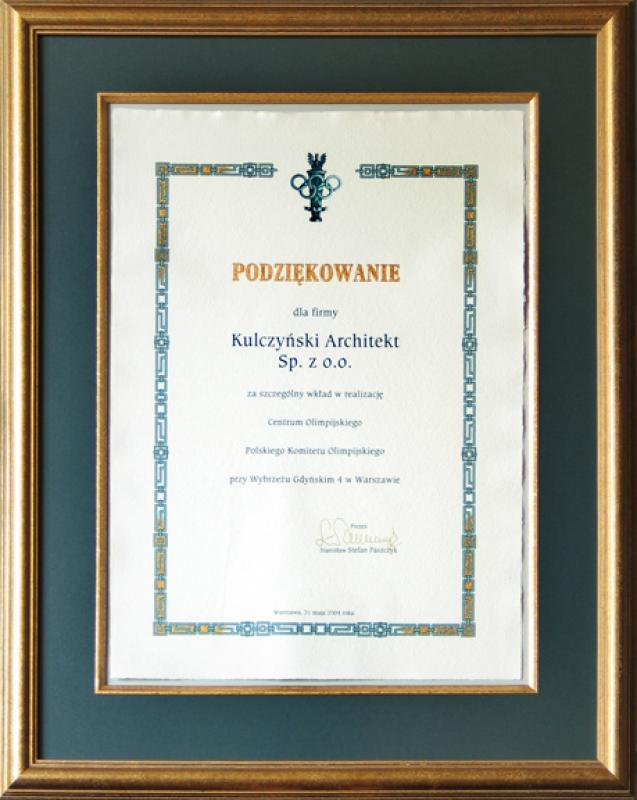 PODZIĘKOWANIE
dla firmy
Kulczyński Architekt
Sp. z o.o.
za szczególny wkład w realizację
Centrum Olimpijskiego
Polskiego Komitetu Olimpijskiego
przy Wybrzeżu Gdyńskim 4 w Warszawie
Prezes
Stanisław Stefan Paszczyk
Warszawa, 21 maja 2004 roku